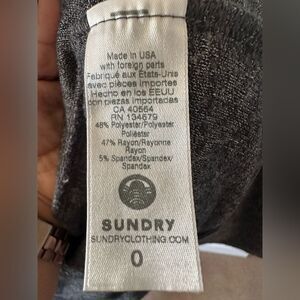 Made in USA
with foreign parts
Fabriqué aux États-Unis
avec pièces importées
Hecho en los EEUU
con piezas importadas
CA 40564
RN 134679
48% Polyester/Polyester
Poliéster
47% Rayon/Rayonne
Rayon
5% Spandex/Spandex/
Spandex
SUNDRY
SUNDRYCLOTHING.COM
0